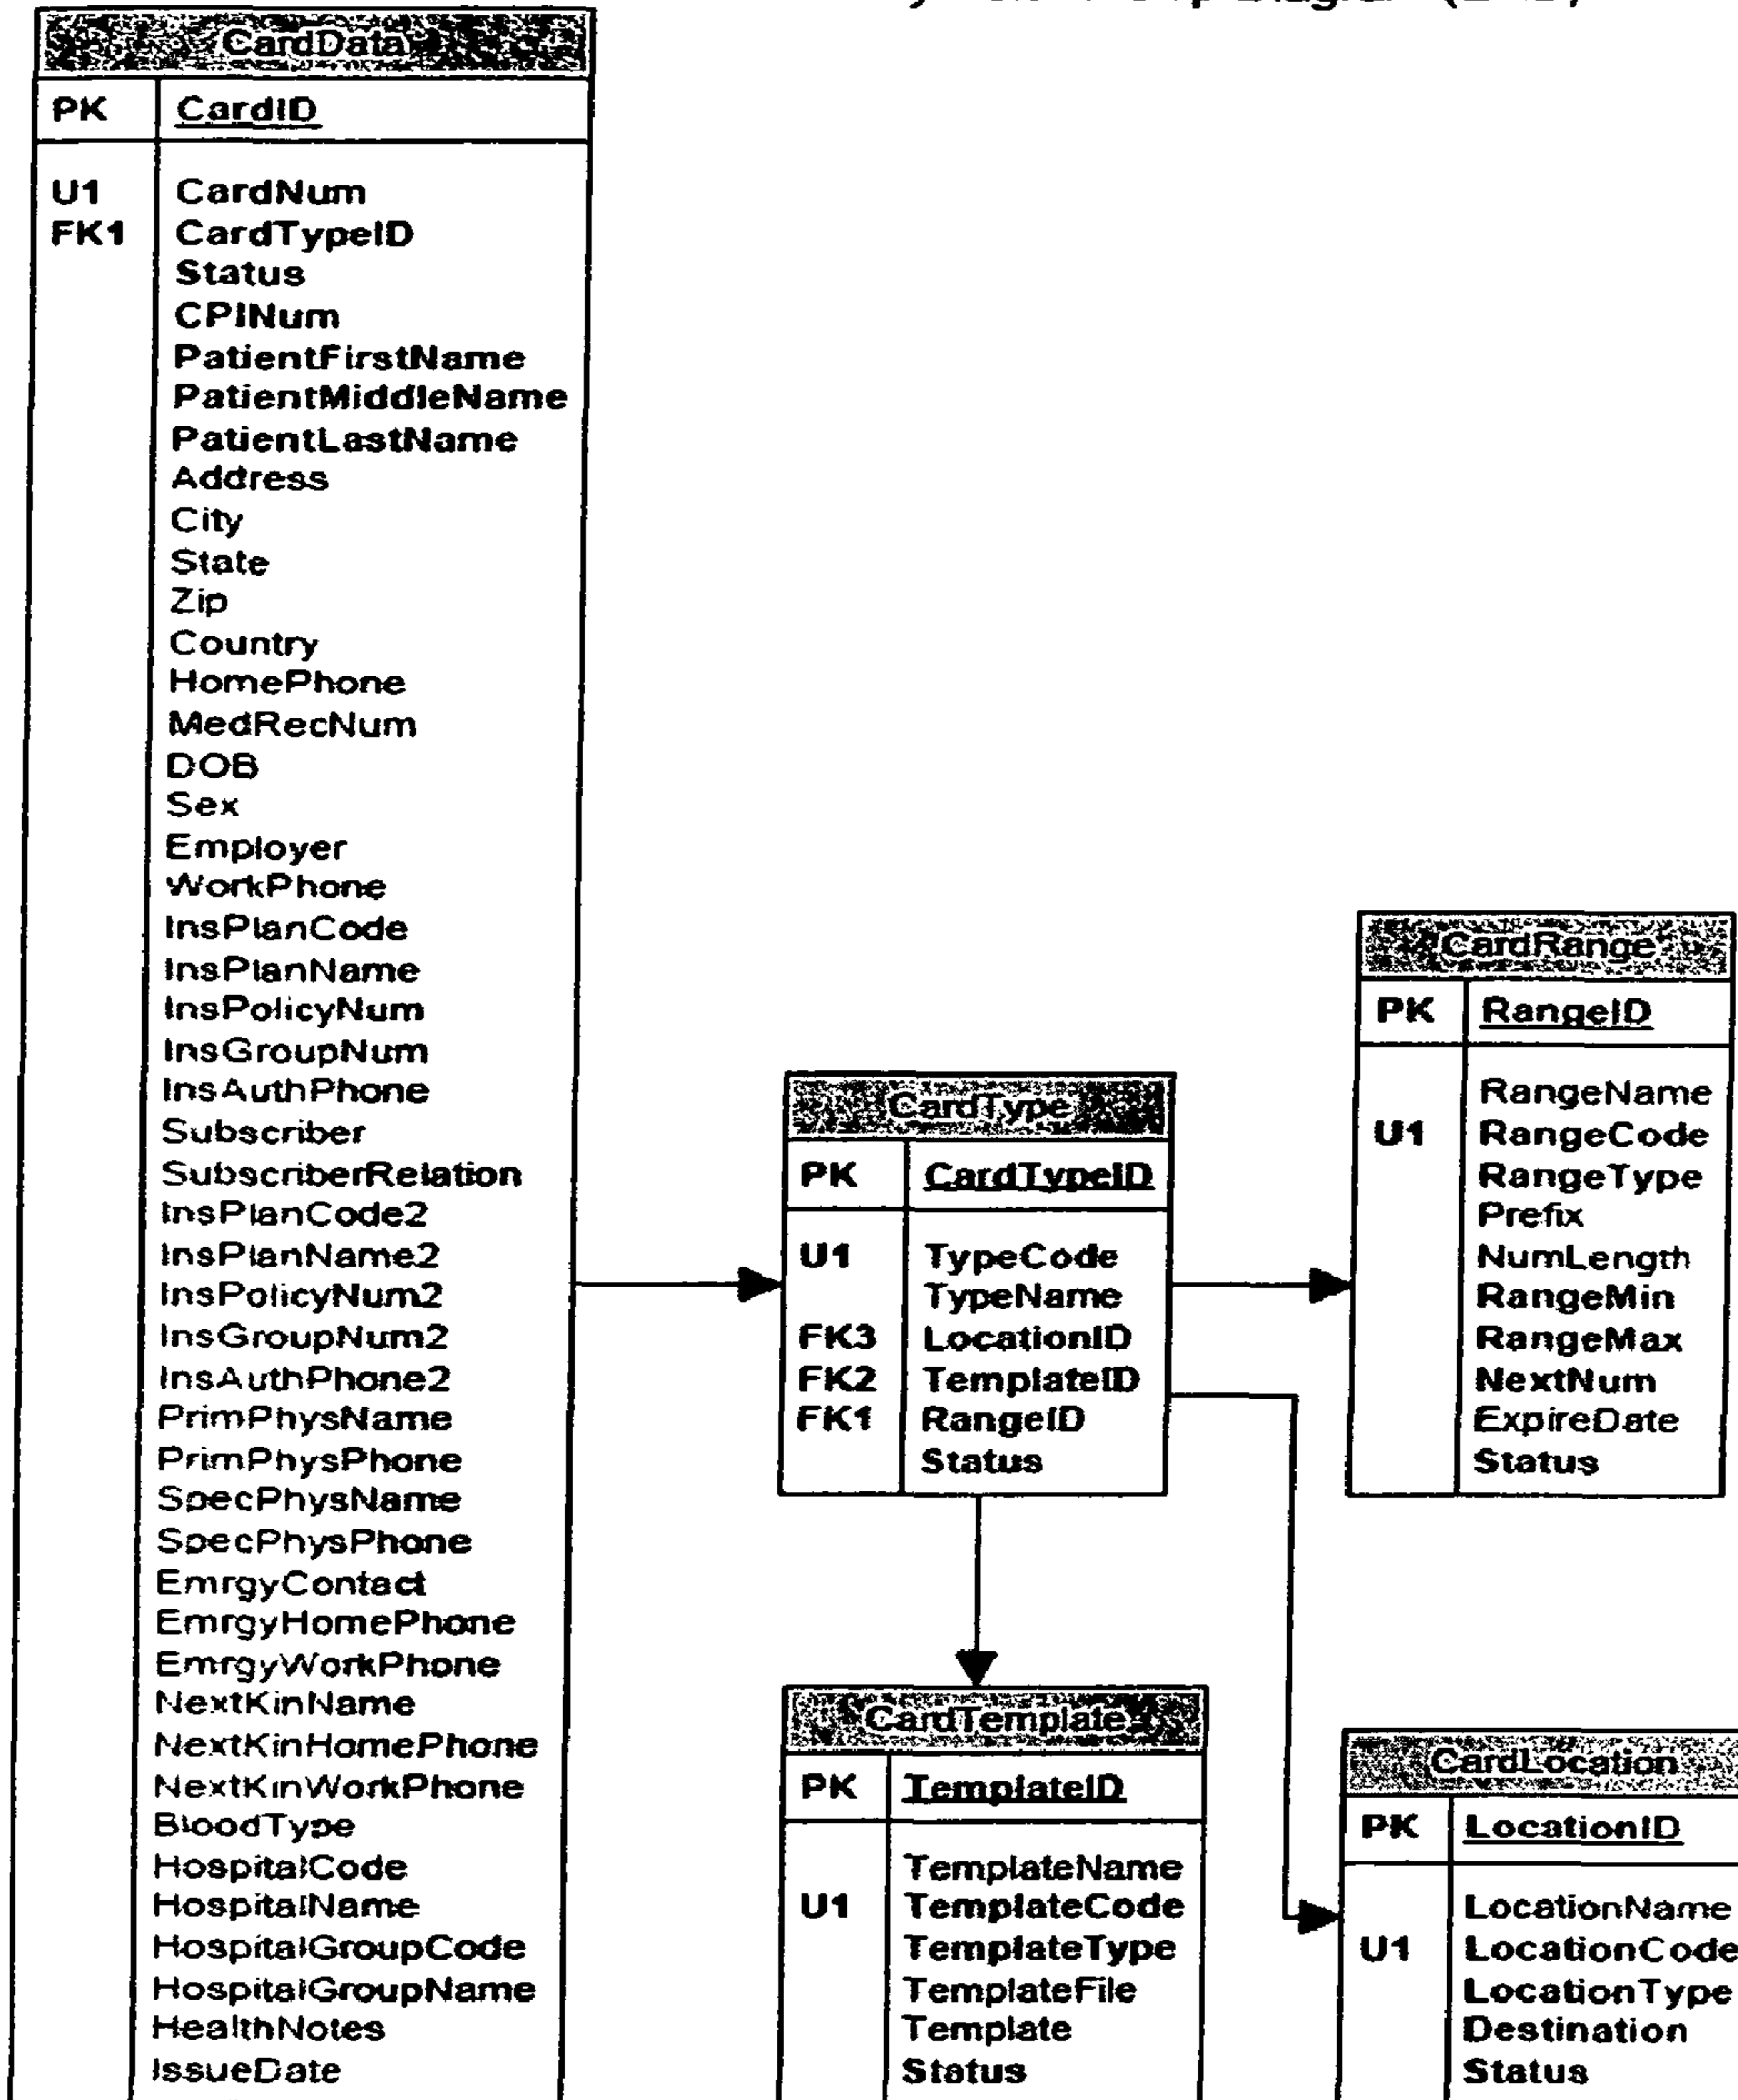 CardData
PK CardID
U1 CardNum
FK1 CardTypeID
Status
CPINum
PatientFirstName
PatientMiddleName
PatientLastName
Address
City
State
Zip
Country
HomePhone
MedRecNum
DOB
Sex
Employer
WorkPhone
InsPlanCode
InsPlanName
InsPolicyNum
InsGroupNum
InsAuthPhone
Subscriber
SubscriberRelation
InsPlanCode2
InsPlanName2
InsPolicyNum2
InsGroupNum2
InsAuthPhone2
PrimPhysName
PrimPhysPhone
SpecPhysName
SpecPhysPhone
EmrgyContact
EmrgyHomePhone
EmrgyWorkPhone
NextKinName
NextKinHomePhone
NextKinWorkPhone
BloodType
HospitalCode
HospitalName
HospitalGroupCode
HospitalGroupName
HealthNotes
IssueDate
CardType
PK CardTypeID
U1 TypeCode
TypeName
FK3 LocationID
FK2 TemplateID
FK1 RangeID
Status
CardRange
PK RangeID
RangeName
U1 RangeCode
RangeType
Prefix
NumLength
RangeMin
RangeMax
NextNum
ExpireDate
Status
CardTemplate
PK TemplateID
TemplateName
U1 TemplateCode
TemplateType
TemplateFile
Template
Status
CardLocation
PK LocationID
LocationName
U1 LocationCode
LocationType
Destination
Status